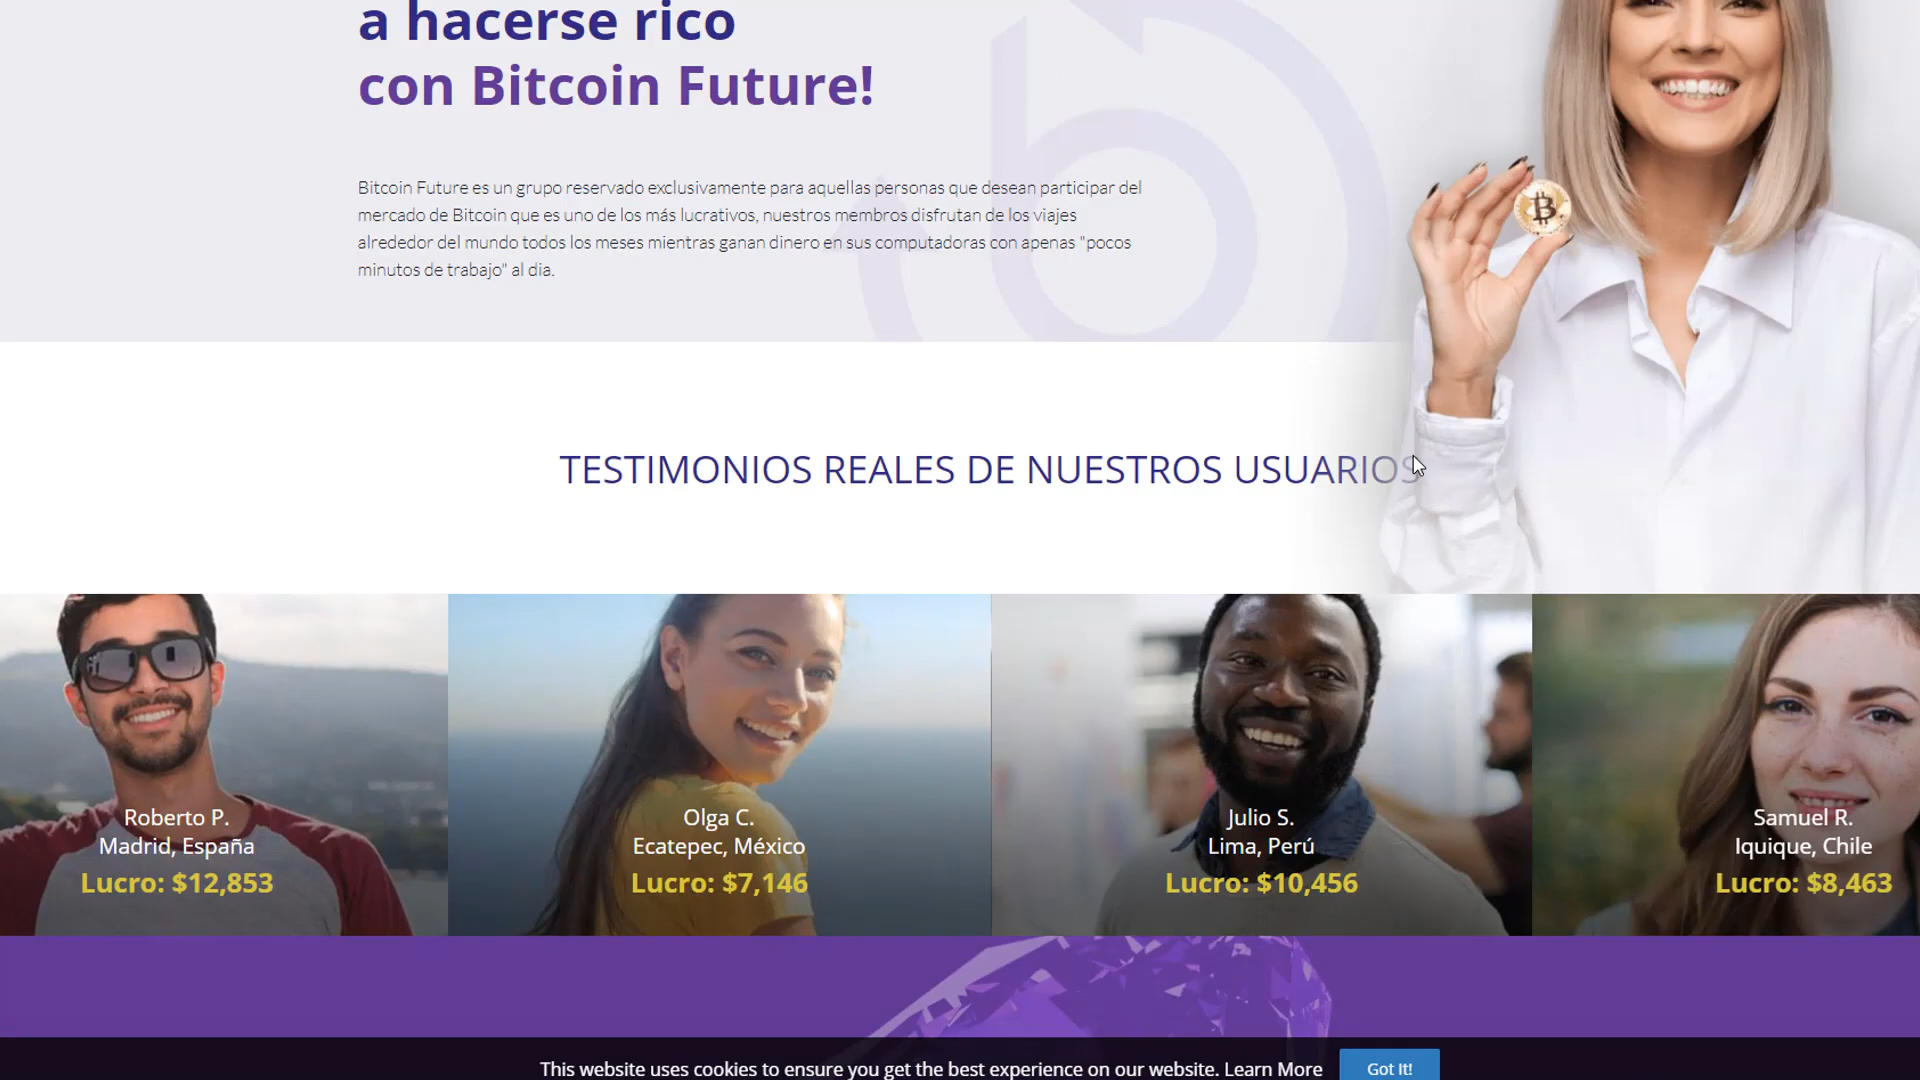 a hacerse rico
con Bitcoin Future!
Bitcoin Future es un grupo reservado exclusivamente para aquellas personas que desean participar del
mercado de Bitcoin que es uno de los más lucrativos, nuestros membros disfrutan de los viajes
alrededor del mundo todos los meses mientras ganan dinero en sus computadoras con apenas "pocos
minutos de trabajo" al dia.
TESTIMONIOS REALES DE NUESTROS USUARIOS
Roberto P.
Madrid, España
Lucro: $12,853
Olga C.
Ecatepec, México
Lucro: $7,146
Julio S.
Lima, Perú
Lucro: $10,456
Samuel R.
Iquique, Chile
Lucro: $8,463
This website uses cookies to ensure you get the best experience on our website. Learn More
Got It!